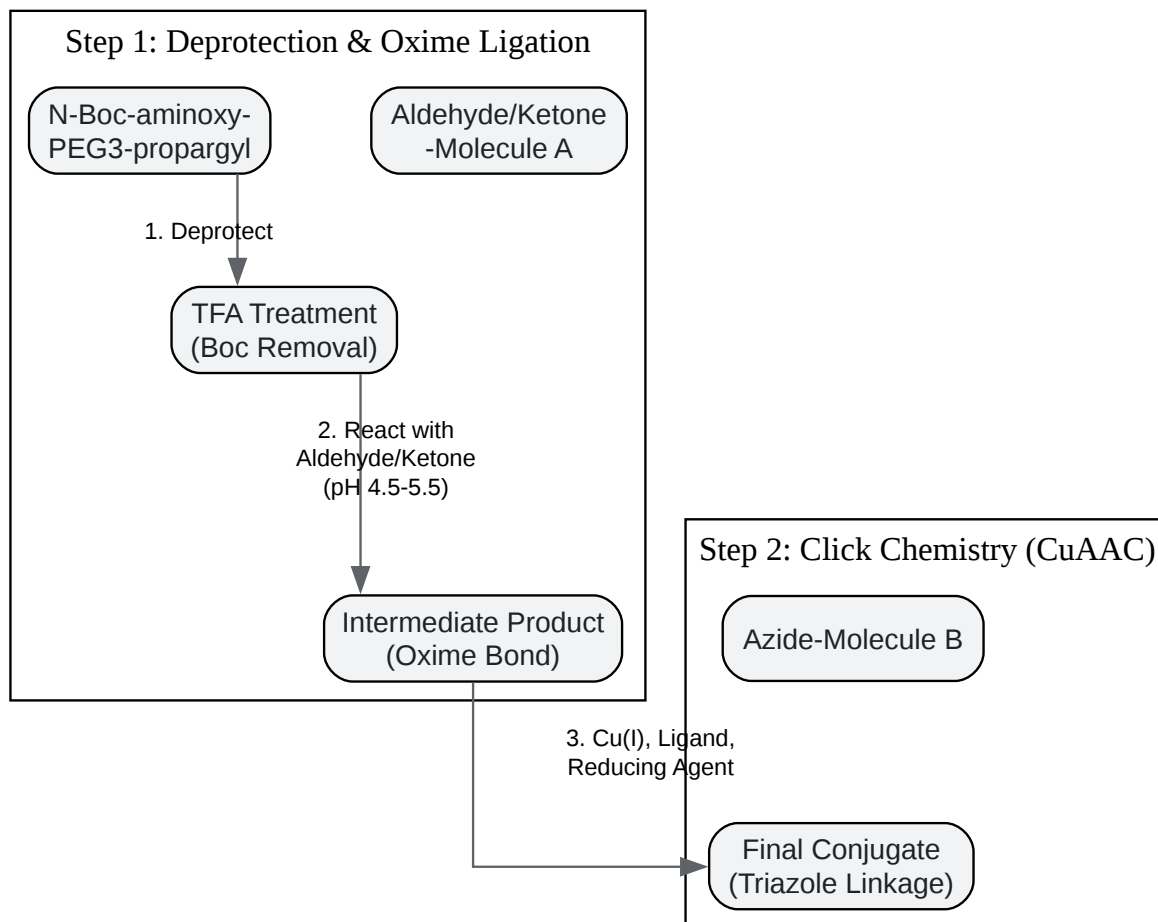 Step 1: Deprotection & Oxime Ligation
N-Boc-aminoxy-
PEG3-propargyl
Aldehyde/Ketone
-Molecule A
1. Deprotect
TFA Treatment
(Boc Removal)
2. React with
Aldehyde/Ketone
(pH 4.5-5.5)
Intermediate Product
(Oxime Bond)
Step 2: Click Chemistry (CuAAC)
Azide-Molecule B
3. Cu(I), Ligand,
Reducing Agent
Final Conjugate
(Triazole Linkage)